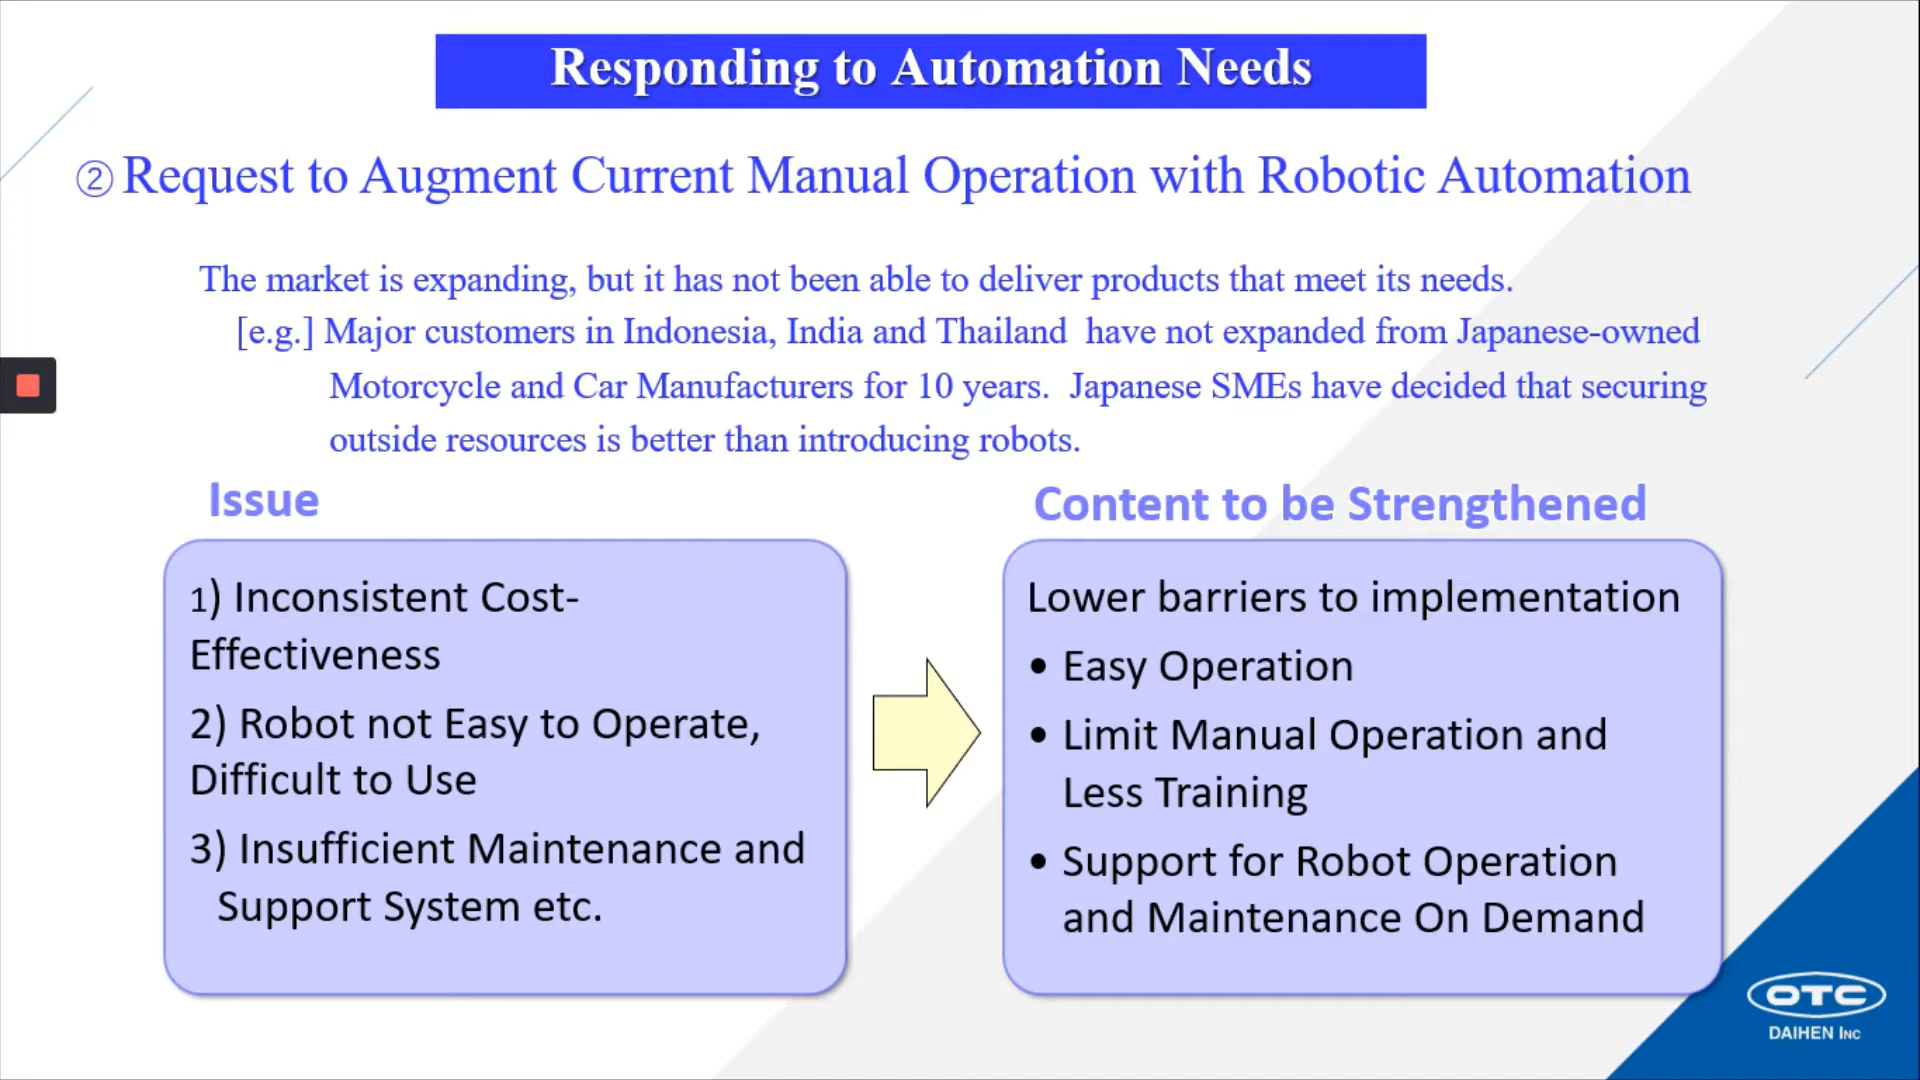 Responding to Automation Needs
② Request to Augment Current Manual Operation with Robotic Automation
The market is expanding, but it has not been able to deliver products that meet its needs.
[e.g.] Major customers in Indonesia, India and Thailand have not expanded from Japanese-owned
Motorcycle and Car Manufacturers for 10 years. Japanese SMEs have decided that securing
outside resources is better than introducing robots.
Issue
1) Inconsistent Cost-
Effectiveness
2) Robot not Easy to Operate,
Difficult to Use
3) Insufficient Maintenance and
Support System etc.
Content to be Strengthened
Lower barriers to implementation
• Easy Operation
• Limit Manual Operation and
Less Training
• Support for Robot Operation
and Maintenance On Demand
OTC
DAIHEN INC